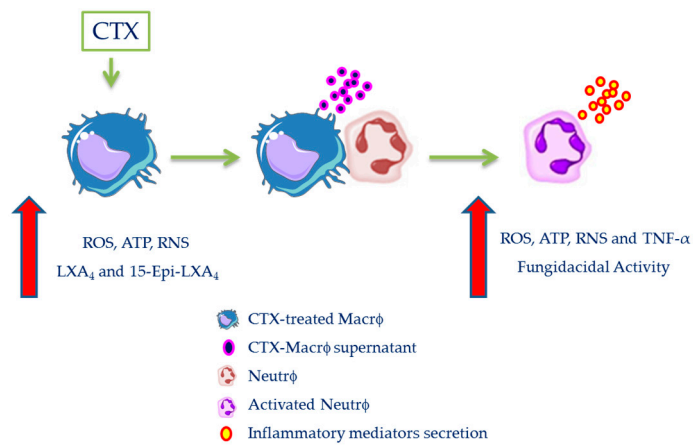 CTX
ROS, ATP, RNS
LXA₄ and 15-Epi-LXA₄
ROS, ATP, RNS and TNF-α
Fungidacidal Activity
CTX-treated Macrϕ
CTX-Macrϕ supernatant
Neutrϕ
Activated Neutrϕ
Inflammatory mediators secretion